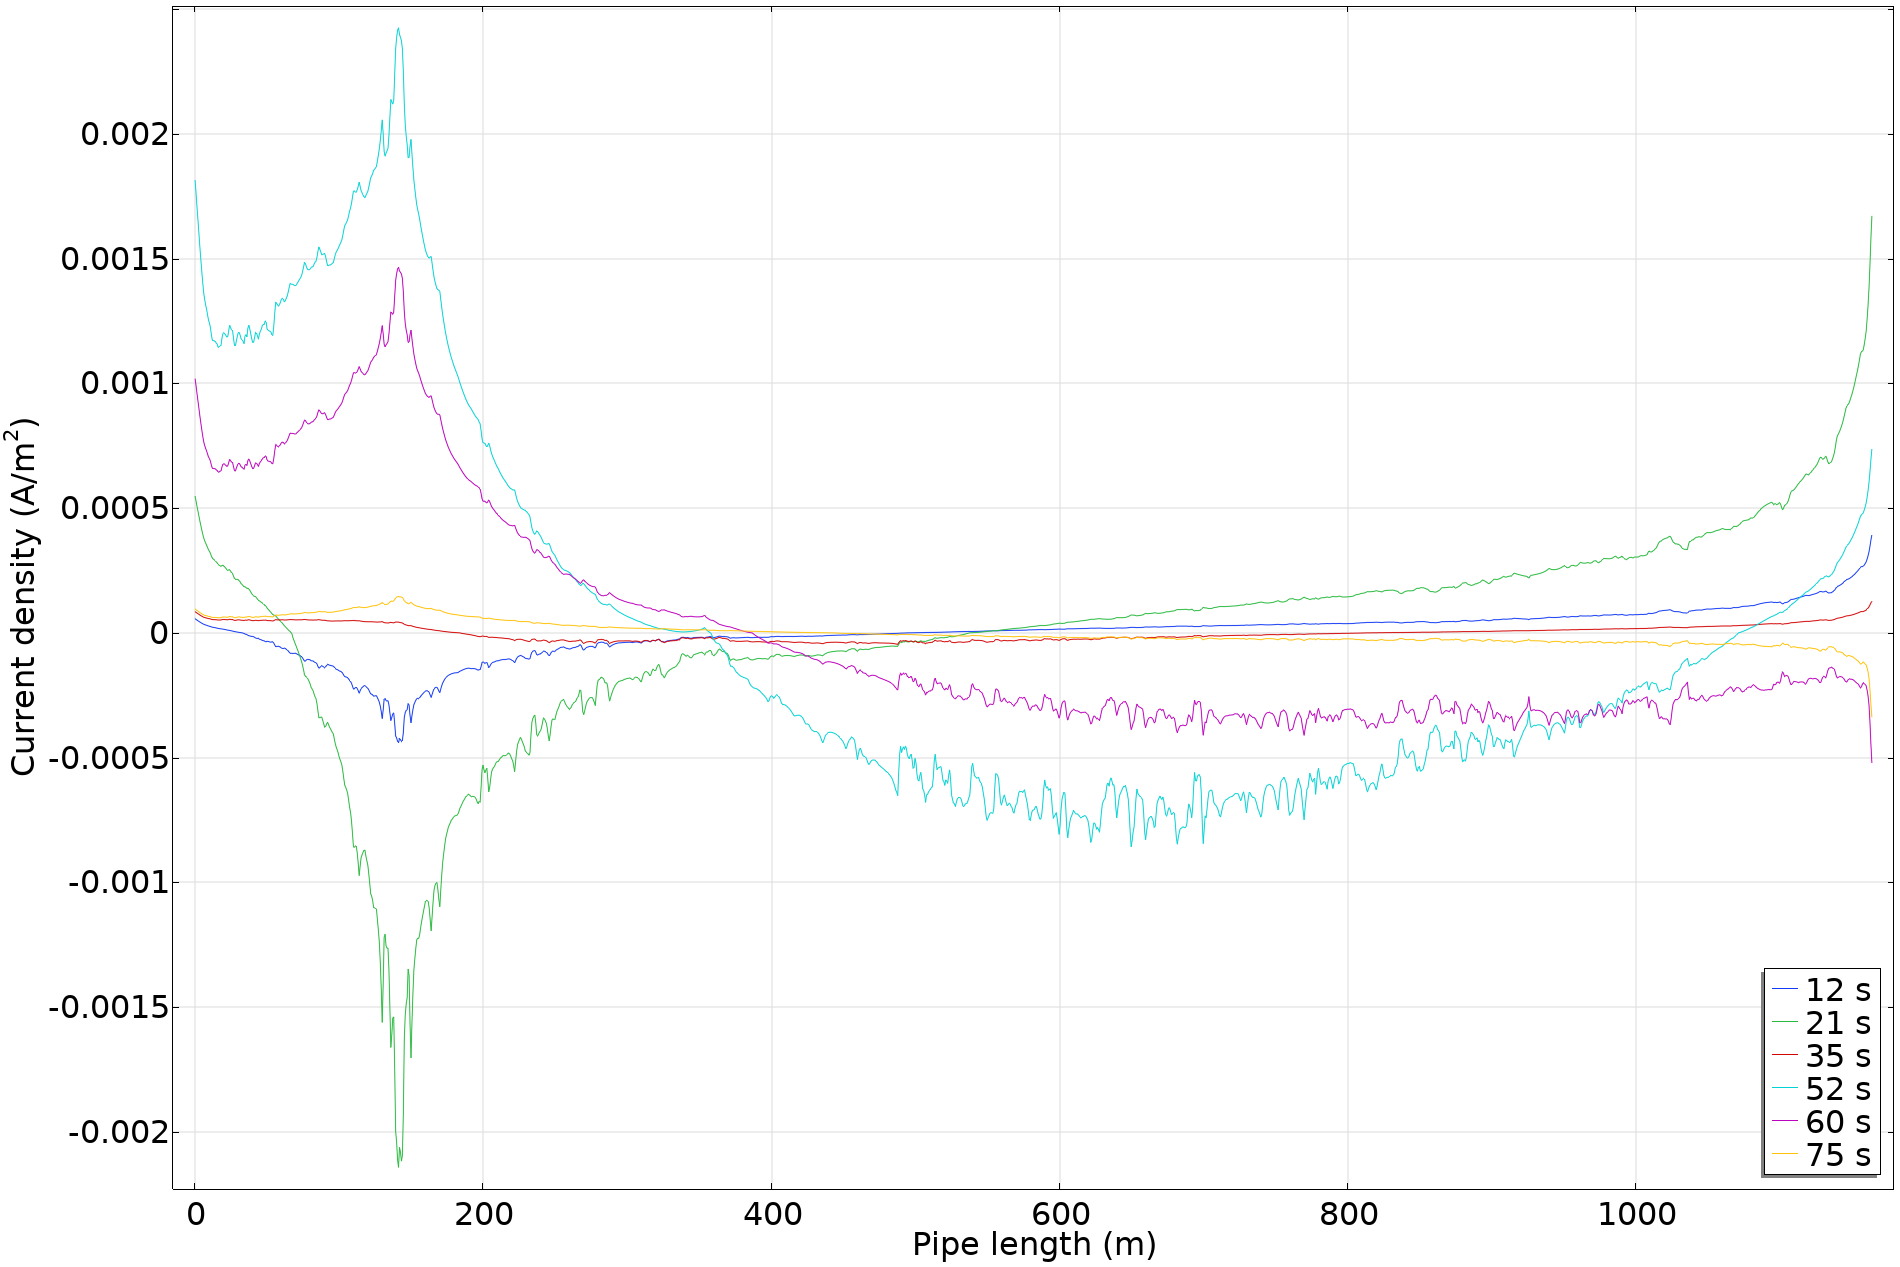 Current density (A/m²)
0.002
0.0015
0.001
0.0005
0
-0.0005
-0.001
-0.0015
-0.002
0 200 400 600 800 1000
Pipe length (m)
12 s
21 s
35 s
52 s
60 s
75 s